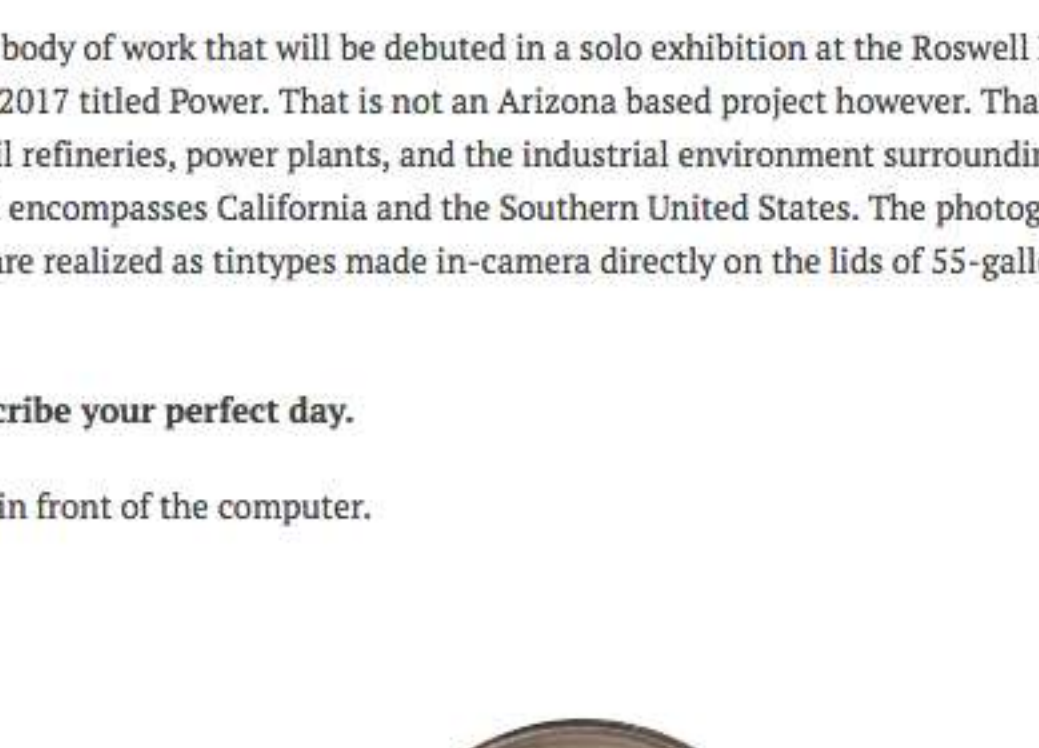 body of work that will be debuted in a solo exhibition at the Roswell
2017 titled Power. That is not an Arizona based project however. Tha
l refineries, power plants, and the industrial environment surroundin
encompasses California and the Southern United States. The photog
are realized as tintypes made in-camera directly on the lids of 55-gall
cribe your perfect day.
in front of the computer.